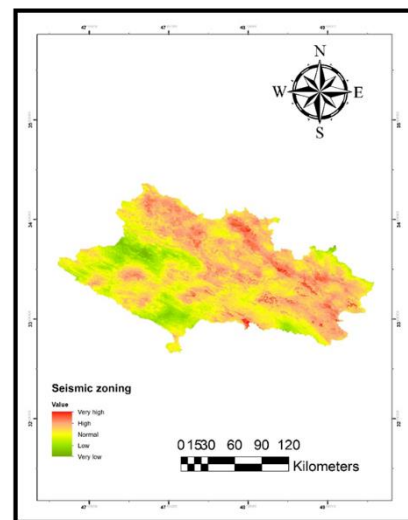 N
W E
S
Seismic zoning
Value
Very high
High
Normal
Low
Very low
0 15 30 60 90 120
Kilometers